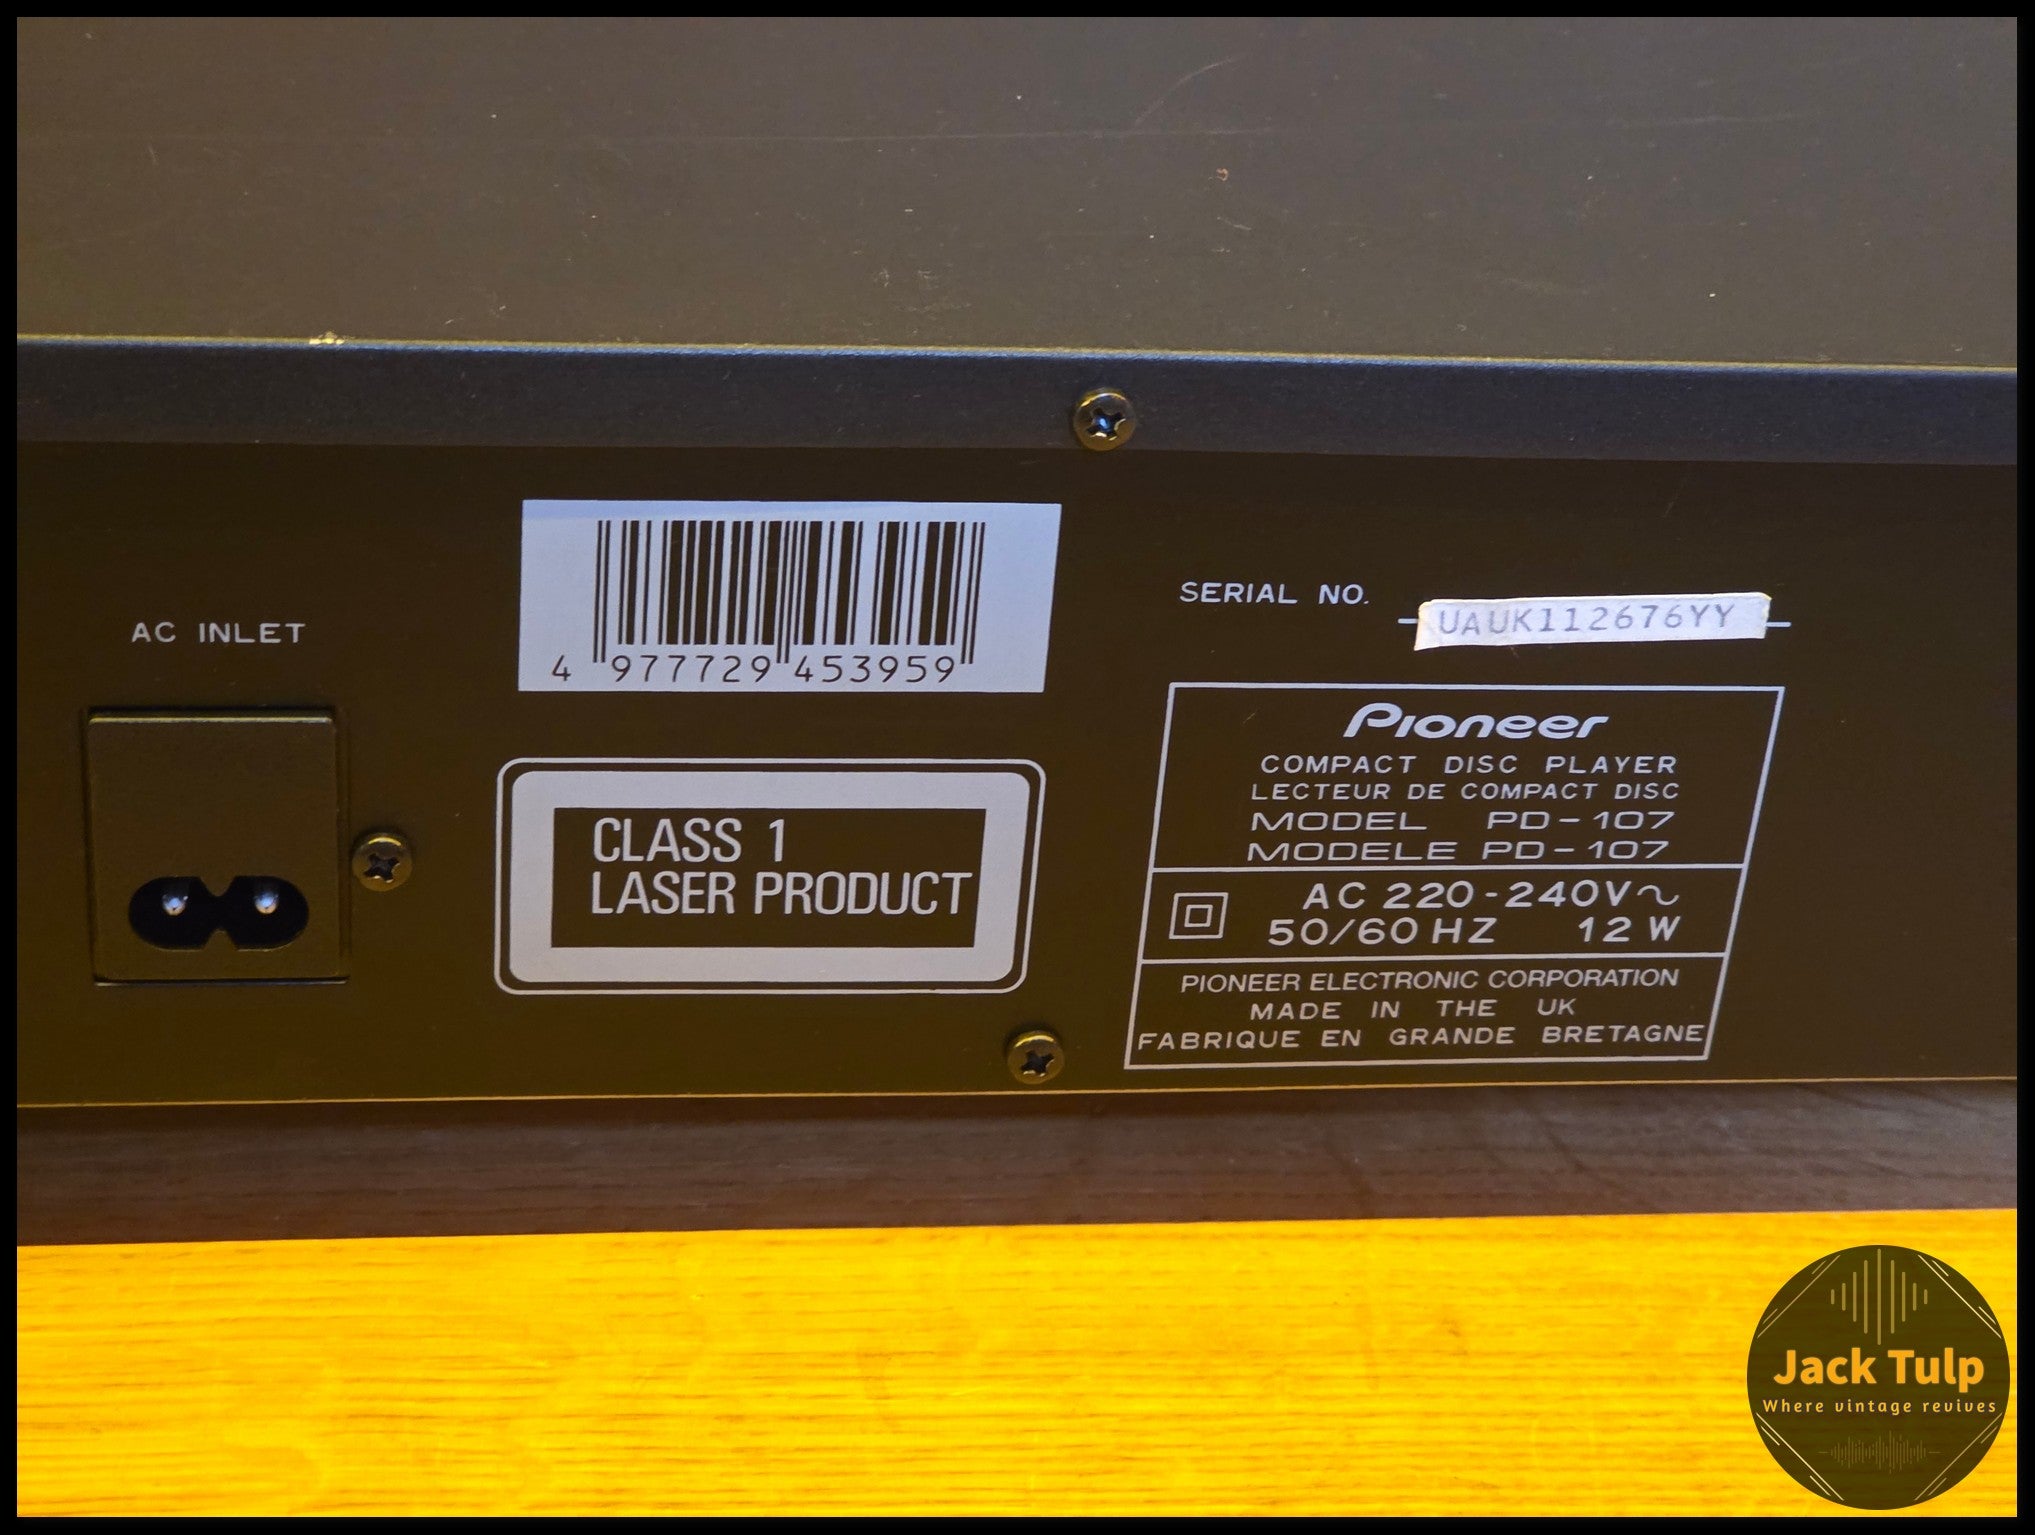 AC INLET
4 977729 453959
CLASS 1
LASER PRODUCT
SERIAL NO.
UAUK112676YY
Pioneer
COMPACT DISC PLAYER
LECTEUR DE COMPACT DISC
MODEL PD-107
MODELE PD-107
AC 220-240V~
50/60 HZ 12 W
PIONEER ELECTRONIC CORPORATION
MADE IN THE UK
FABRIQUE EN GRANDE BRETAGNE
Jack Tulp
Where vintage revives